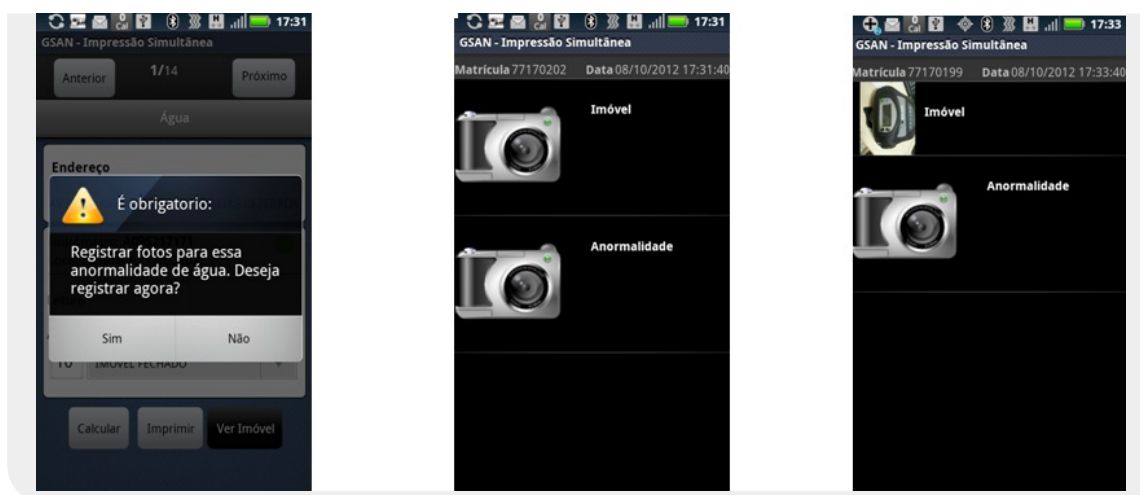 17:31
GSAN - Impressão Simultânea
Anterior
1/14
Próximo
Água
Endereço
É obrigatorio:
Registrar fotos para essa
anormalidade de água. Deseja
registrar agora?
Sim
Não
10
IMÓVEL FECHADO
Calcular
Imprimir
Ver Imóvel
Cal
17:31
GSAN - Impressão Simultânea
Matrícula 77170202 Data 08/10/2012 17:31:40
Imóvel
Anormalidade
Cal
17:33
GSAN - Impressão Simultânea
Matrícula 77170199 Data 08/10/2012 17:33:40
Imóvel
Anormalidade